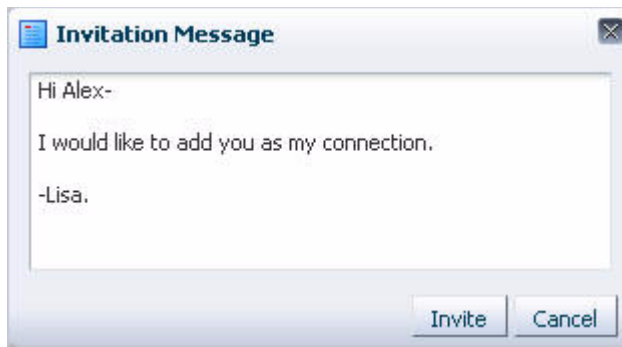 Invitation Message
Hi Alex-
I would like to add you as my connection.
-Lisa.
Invite Cancel